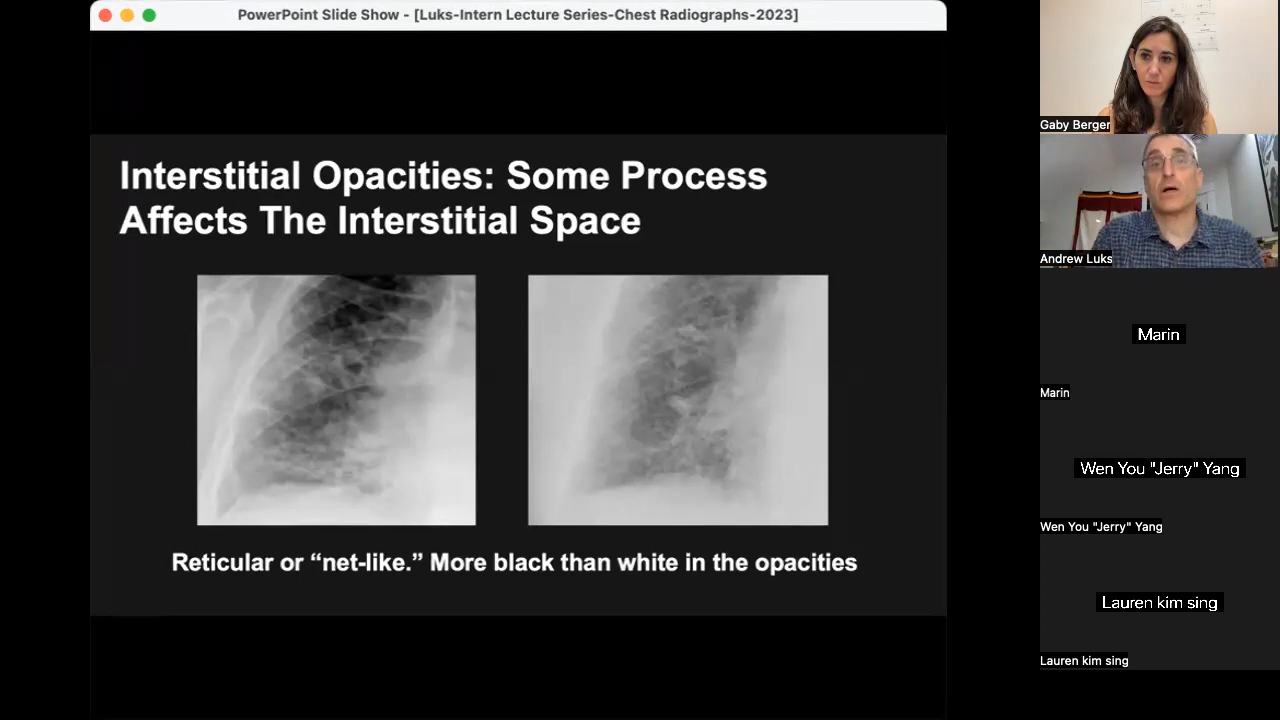 PowerPoint Slide Show - [Luks-Intern Lecture Series-Chest Radiographs-2023]
Interstitial Opacities: Some Process
Affects The Interstitial Space
Reticular or “net-like.” More black than white in the opacities
Gaby Berger
Andrew Luks
Marin
Marin
Wen You "Jerry" Yang
Wen You "Jerry" Yang
Lauren kim sing
Lauren kim sing